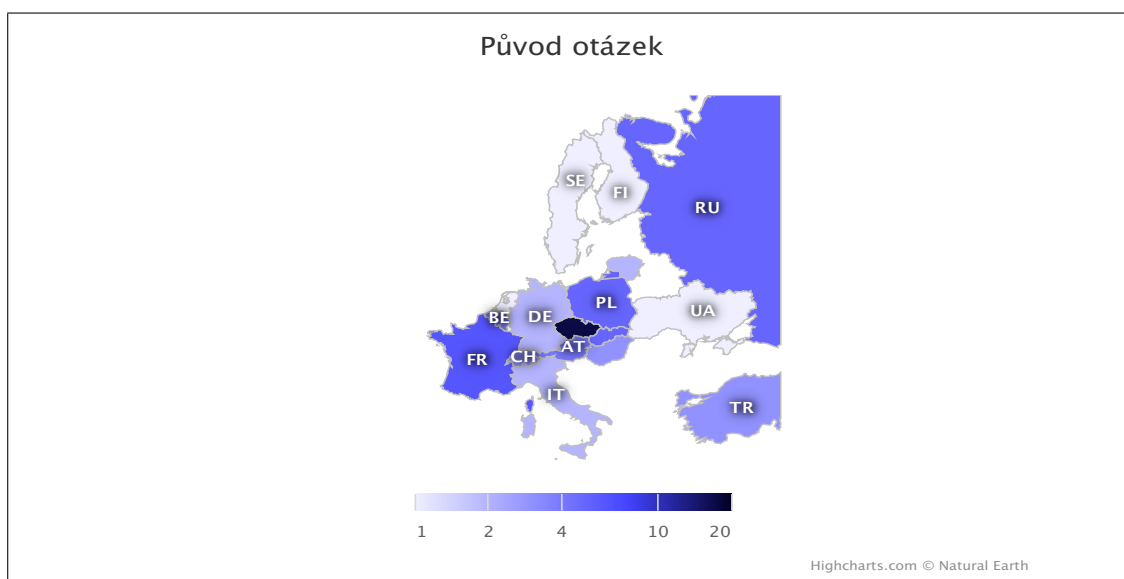 Původ otázek
SE
FI
RU
PL
UA
BE
DE
AT
CH
FR
IT
TR
1 2 4 10 20
Highcharts.com © Natural Earth